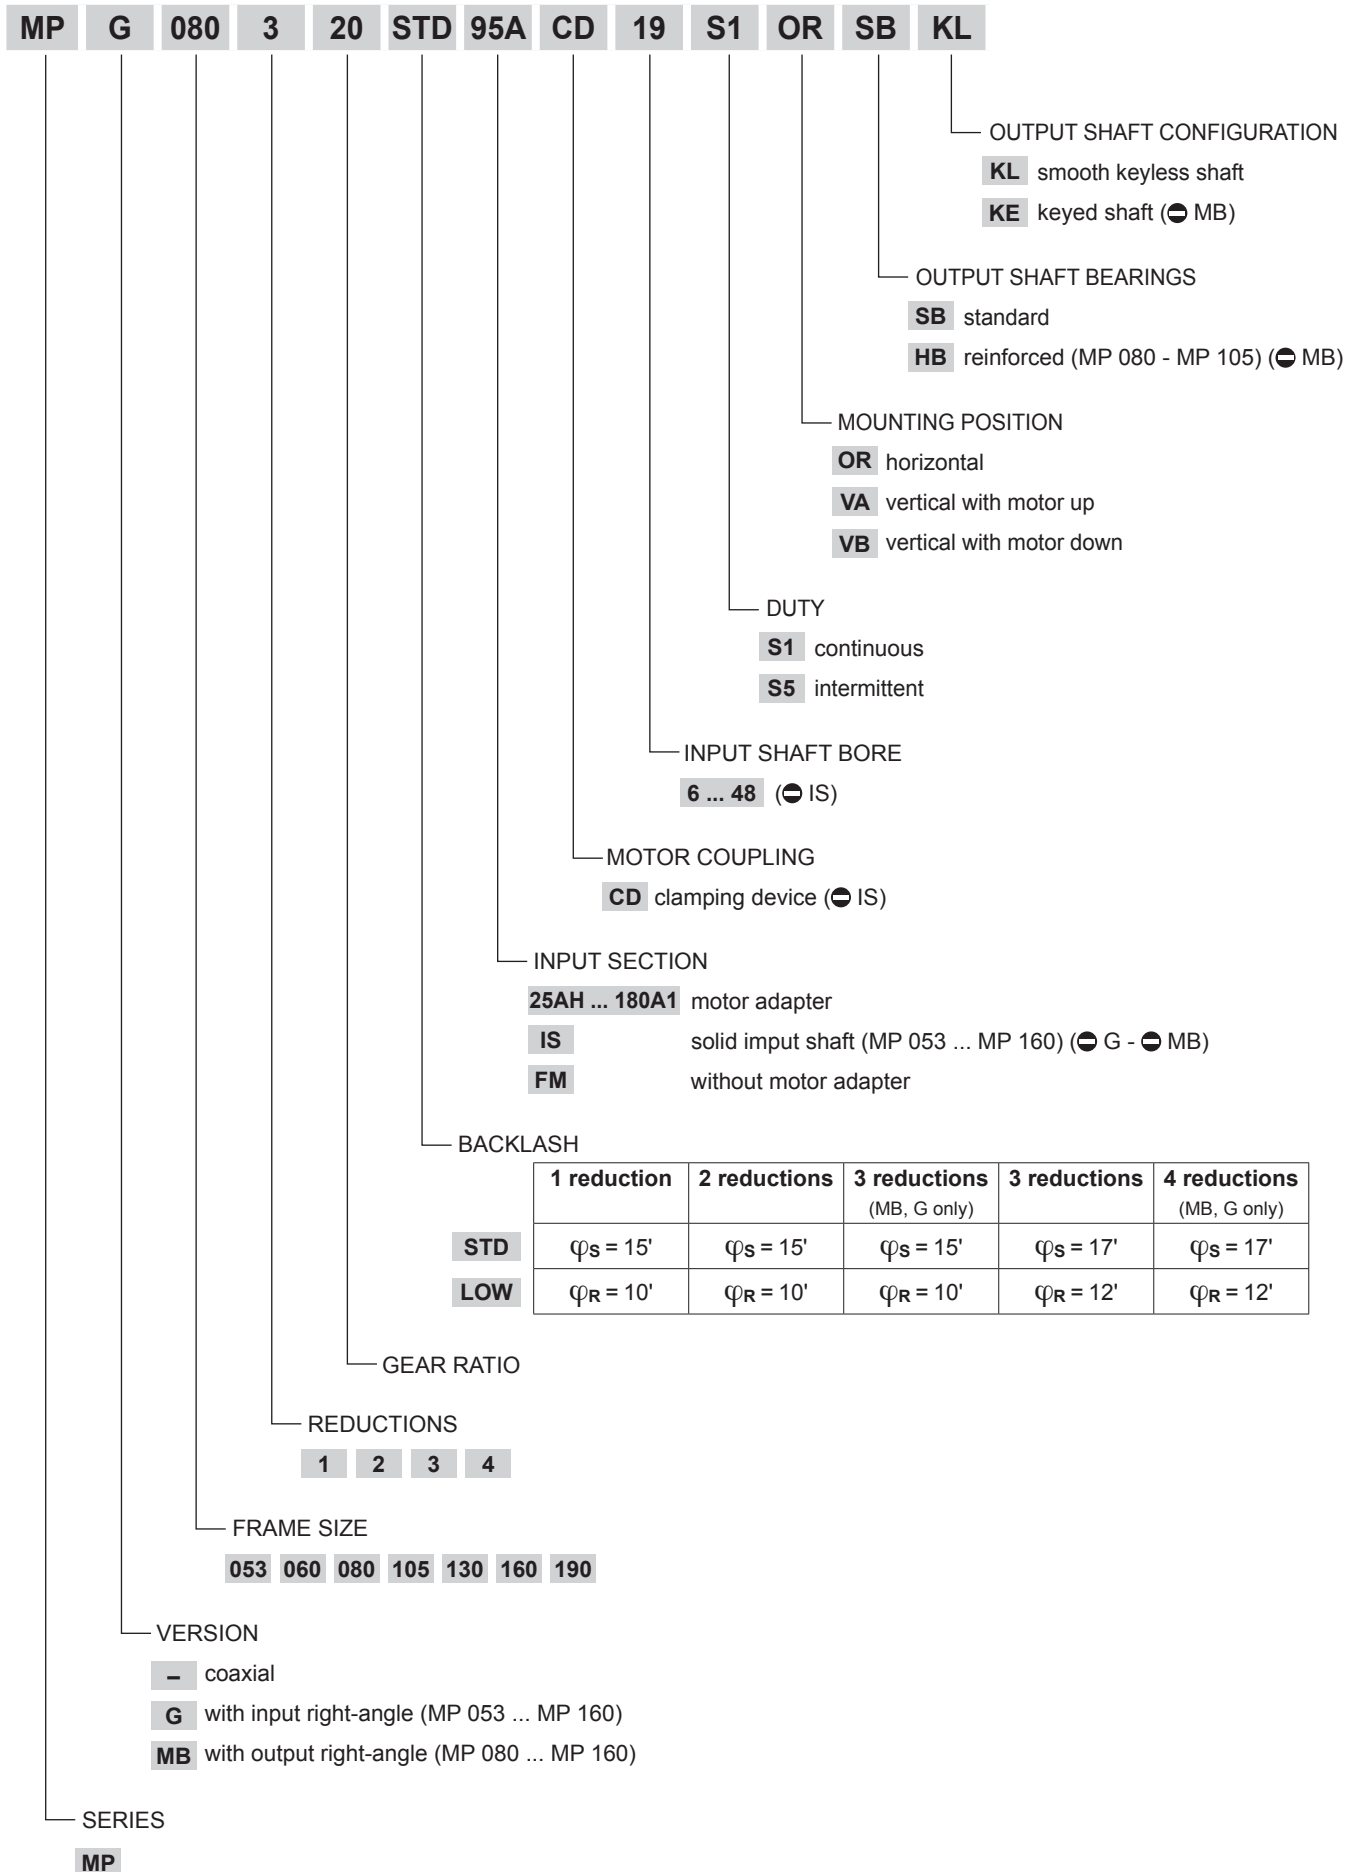 MP G 080 3 20 STD 95A CD 19 S1 OR SB KL
OUTPUT SHAFT CONFIGURATION
KL smooth keyless shaft
KE keyed shaft (⛔ MB)
OUTPUT SHAFT BEARINGS
SB standard
HB reinforced (MP 080 - MP 105) (⛔ MB)
MOUNTING POSITION
OR horizontal
VA vertical with motor up
VB vertical with motor down
DUTY
S1 continuous
S5 intermittent
INPUT SHAFT BORE
6 ... 48 (⛔ IS)
MOTOR COUPLING
CD clamping device (⛔ IS)
INPUT SECTION
25AH ... 180A1 motor adapter
IS solid imput shaft (MP 053 ... MP 160) (⛔ G - ⛔ MB)
FM without motor adapter
BACKLASH
1 reduction 2 reductions 3 reductions 3 reductions 4 reductions
(MB, G only) (MB, G only)
STD φS = 15' φS = 15' φS = 15' φS = 17' φS = 17'
LOW φR = 10' φR = 10' φR = 10' φR = 12' φR = 12'
GEAR RATIO
REDUCTIONS
1 2 3 4
FRAME SIZE
053 060 080 105 130 160 190
VERSION
– coaxial
G with input right-angle (MP 053 ... MP 160)
MB with output right-angle (MP 080 ... MP 160)
SERIES
MP